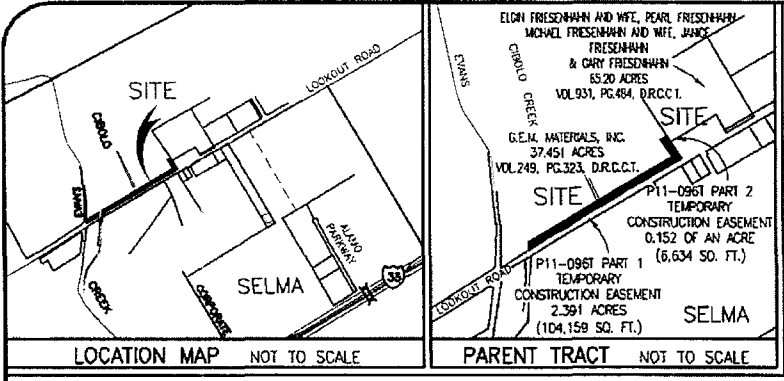 SITE
CIBOLO
LOOKOUT ROAD
EVANS
CREEK
ALAMO
PARKWAY
SELMA
CORPORATE
35
LOCATION MAP NOT TO SCALE
ELGIN FRIESENHAHN AND WIFE, PEARL FRIESENHAHN
MICHAEL FRIESENHAHN AND WIFE, JANICE
FRIESENHAHN
& GARY FRIESENHAHN
65.20 ACRES
VOL.931, PG.484, D.R.C.C.T.
EVANS
CIBOLO
CREEK
SITE
G.E.M. MATERIALS, INC.
37.451 ACRES
VOL.249, PG.323, D.R.C.C.T.
SITE
P11-096T PART 2
TEMPORARY
CONSTRUCTION EASEMENT
0.152 OF AN ACRE
(6,634 SQ. FT.)
LOOKOUT ROAD
P11-096T PART 1
TEMPORARY
CONSTRUCTION EASEMENT
2.391 ACRES
(104,159 SQ. FT.)
SELMA
PARENT TRACT NOT TO SCALE